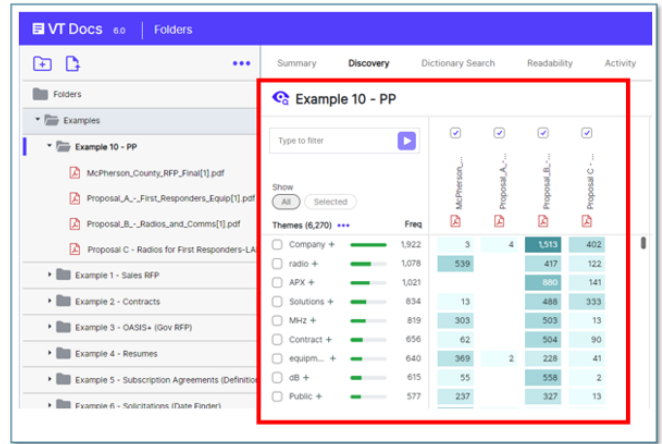 VT Docs 6.0 Folders
Summary Discovery Dictionary Search Readability Activity
Folders
Examples
Example 10 - PP
McPherson_County_RFP_Final[1].pdf
Proposal_A_-_First_Responders_Equip[1].pdf
Proposal_B_-_Radios_and_Comms[1].pdf
Proposal C - Radios for First Responders-LA
Example 1 - Sales RFP
Example 2 - Contracts
Example 3 - OASIS+ (Gov RFP)
Example 4 - Resumes
Example 5 - Subscription Agreements (Definition
Example 6 - Solicitations (Date Finder)
Example 10 - PP
Type to filter
Show
All Selected
McPherson_...
Proposal_A_-...
Proposal_B_-...
Proposal C - ...
Themes (6,270) ••• Freq
Company + 1,922 3 4 1,513 402
radio + 1,078 539 417 122
APX + 1,021 880 141
Solutions + 834 13 488 333
MHz + 819 303 503 13
Contract + 656 62 504 90
equipm... + 640 369 2 228 41
dB + 615 55 558 2
Public + 577 237 327 13